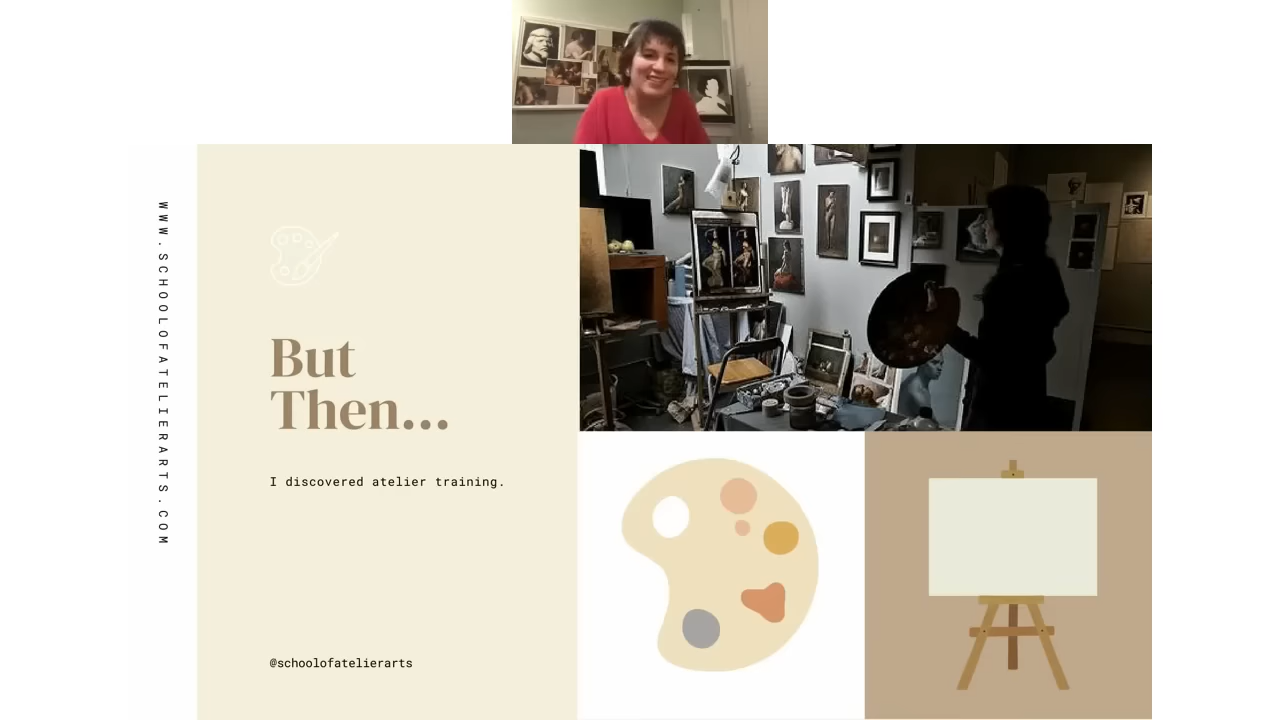 WWW.SCHOOLOFATELIERARTS.COM
But
Then...
I discovered atelier training.
@schoolofatelierarts